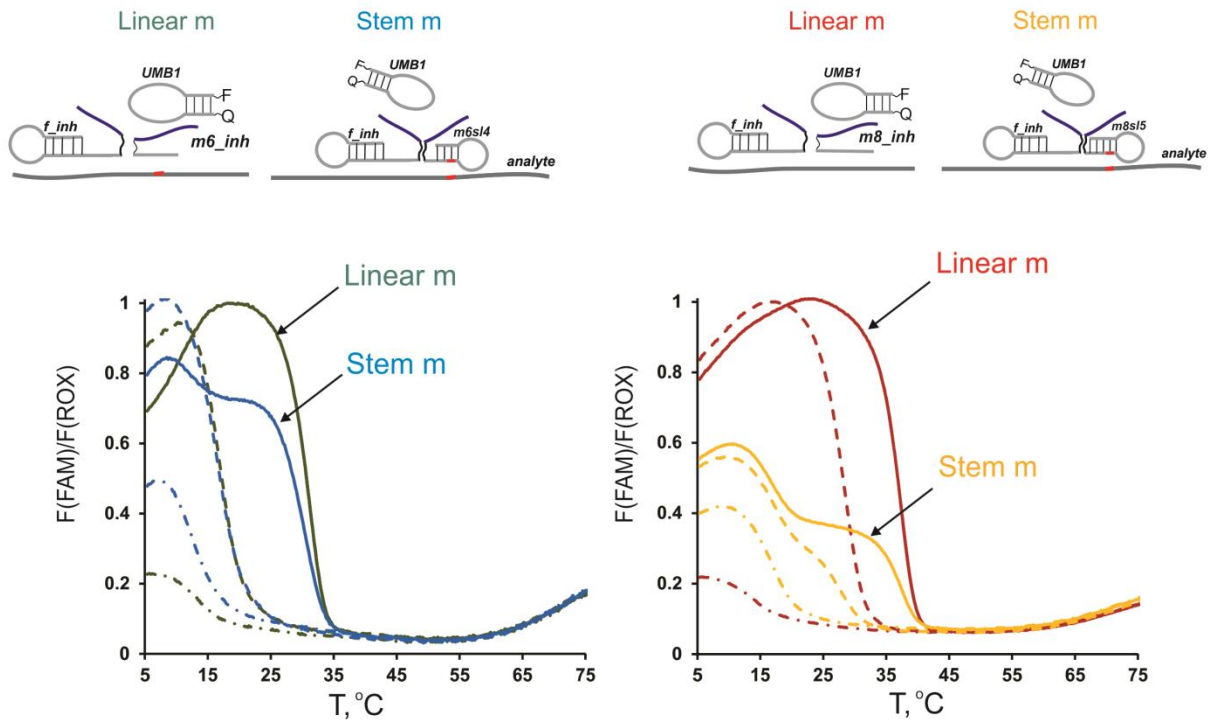 Linear m
Stem m
UMB1
F
Q
f_inh
m6_inh
F
Q
UMB1
f_inh
m6sl4
analyte
Linear m
Stem m
UMB1
F
Q
f_inh
m8_inh
F
Q
UMB1
f_inh
m8sl5
analyte
F(FAM)/F(ROX)
1
0.8
0.6
0.4
0.2
0
5 15 25 35 45 55 65 75
T, °C
Linear m
Stem m
F(FAM)/F(ROX)
1
0.8
0.6
0.4
0.2
0
5 15 25 35 45 55 65 75
T, °C
Linear m
Stem m